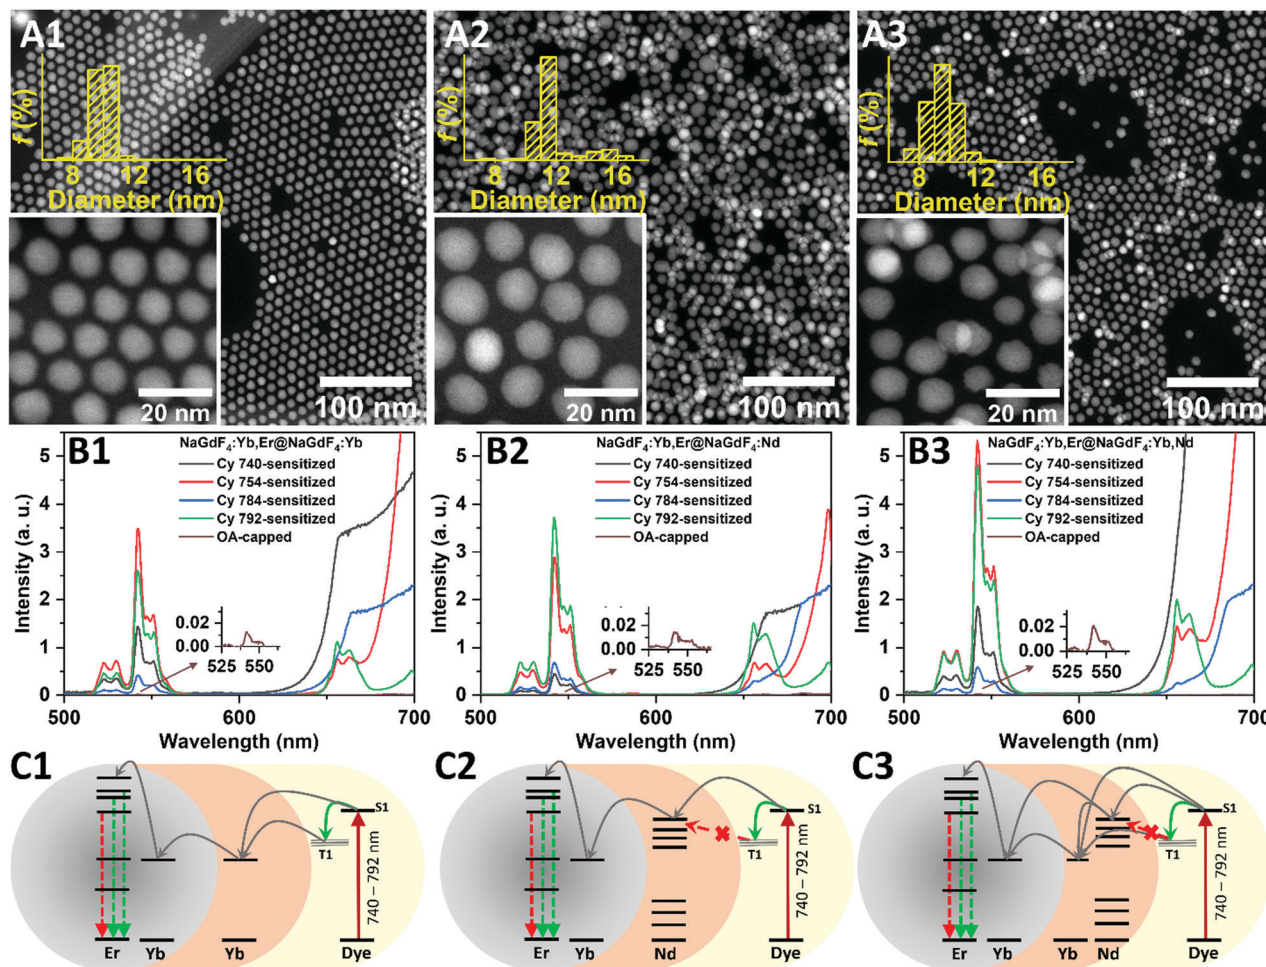 A1
f (%)
8 12 16
Diameter (nm)
20 nm
100 nm
A2
f (%)
8 12 16
Diameter (nm)
20 nm
100 nm
A3
f (%)
8 12 16
Diameter (nm)
20 nm
100 nm
B1
NaGdF₄:Yb,Er@NaGdF₄:Yb
Cy 740-sensitized
Cy 754-sensitized
Cy 784-sensitized
Cy 792-sensitized
OA-capped
Intensity (a. u.)
5
4
3
2
1
0
0.02
0.00
525 550
500 600 700
Wavelength (nm)
B2
NaGdF₄:Yb,Er@NaGdF₄:Nd
Cy 740-sensitized
Cy 754-sensitized
Cy 784-sensitized
Cy 792-sensitized
OA-capped
Intensity (a. u.)
5
4
3
2
1
0
0.02
0.00
525 550
500 600 700
Wavelength (nm)
B3
NaGdF₄:Yb,Er@NaGdF₄:Yb,Nd
Cy 740-sensitized
Cy 754-sensitized
Cy 784-sensitized
Cy 792-sensitized
OA-capped
Intensity (a. u.)
5
4
3
2
1
0
0.02
0.00
525 550
500 600 700
Wavelength (nm)
C1
S1
T1
740 – 792 nm
Er Yb Yb Dye
C2
S1
T1
740 – 792 nm
Er Yb Nd Dye
C3
S1
T1
740 – 792 nm
Er Yb Yb Nd Dye